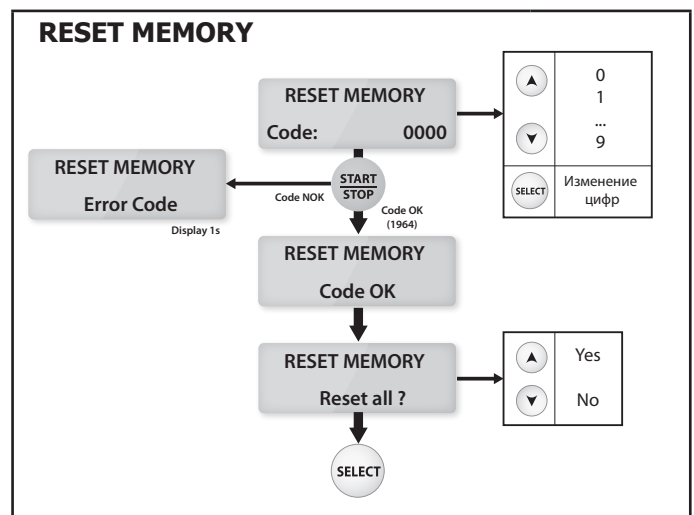 RESET MEMORY
RESET MEMORY
Code: 0000
0
1
...
9
SELECT
Изменение
цифр
RESET MEMORY
Error Code
Display 1s
Code NOK
START
STOP
Code OK
(1964)
RESET MEMORY
Code OK
RESET MEMORY
Reset all ?
Yes
No
SELECT